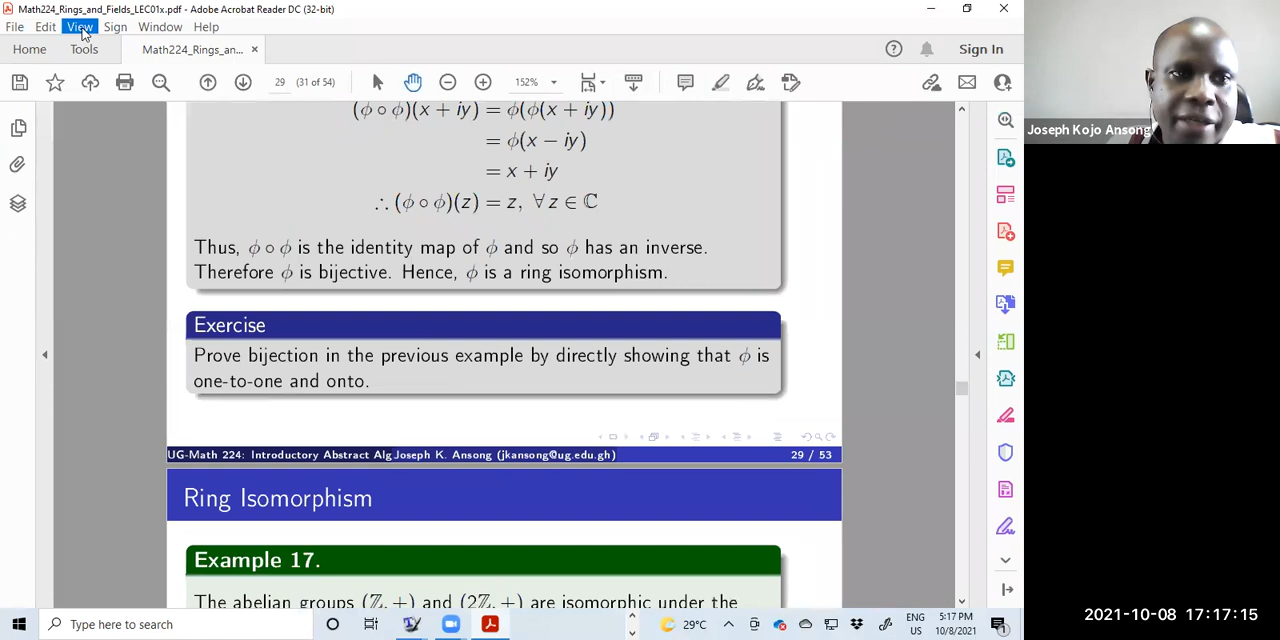 Math224_Rings_and_Fields_LEC01x.pdf - Adobe Acrobat Reader DC (32-bit)
File Edit View Sign Window Help
Home Tools Math224_Rings_an... × Sign In
29 (31 of 54) 152%
(ϕ ∘ ϕ)(x + iy) = ϕ(ϕ(x + iy))
= ϕ(x − iy)
= x + iy
∴ (ϕ ∘ ϕ)(z) = z, ∀ z ∈ ℂ
Thus, ϕ ∘ ϕ is the identity map of ϕ and so ϕ has an inverse.
Therefore ϕ is bijective. Hence, ϕ is a ring isomorphism.
Exercise
Prove bijection in the previous example by directly showing that ϕ is
one-to-one and onto.
UG-Math 224: Introductory Abstract Alg Joseph K. Ansong (jkansong@ug.edu.gh) 29 / 53
Ring Isomorphism
Example 17.
The abelian groups (ℤ, +) and (2ℤ, +) are isomorphic under the
Joseph Kojo Ansong
Type here to search
29°C
ENG
US
5:17 PM
10/8/2021
1
2021-10-08 17:17:15